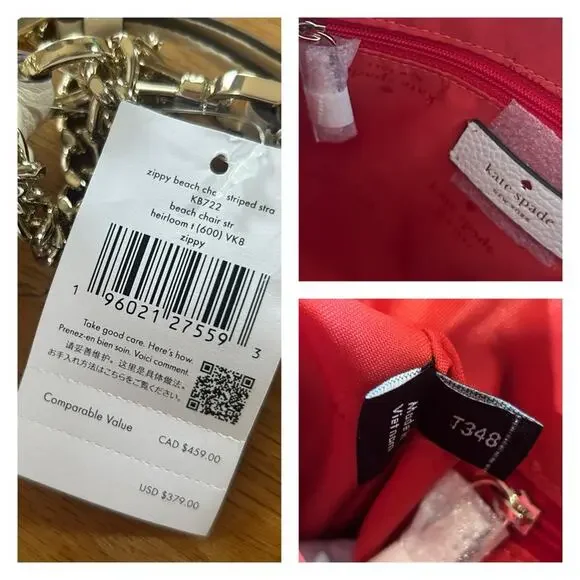 zippy beach chai striped stra
KB722
beach chair str
heirloom t (600) VKB
zippy
1 96021 27559 3
Take good care. Here's how.
Prenez-en bien soin. Voici comment.
请妥善维护。这里是具体做法。
お手入れ方法はこちらをご覧ください。
Comparable Value
CAD $459.00
USD $379.00
kate spade
NEW YORK
Made in
Vietnam
7348